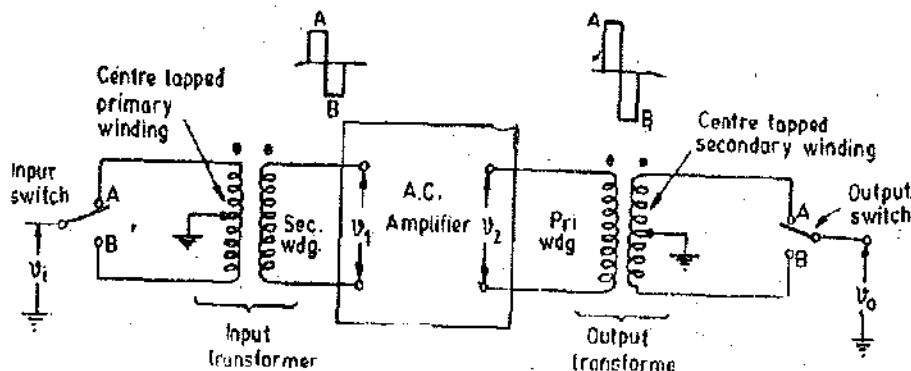 A
B
A
B
Centre tapped
primary
winding
Centre tapped
secondary
winding
Input
switch
A
B
Sec.
wdg.
v₁
A.C.
Amplifier
v₂
Pri
wdg
A
B
Output
switch
vᵢ
v₀
Input
transformer
Output
transforme